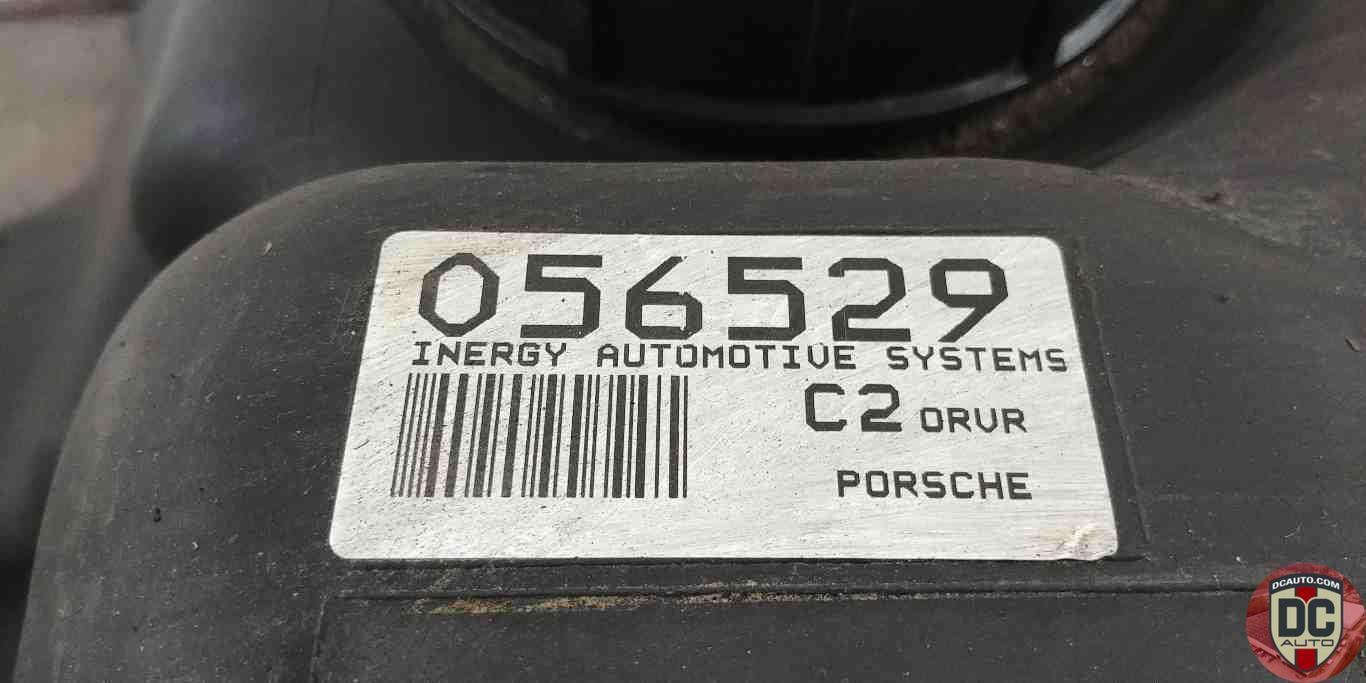 056529
INERGY AUTOMOTIVE SYSTEMS
C2 ORVR
PORSCHE
DCAUTO.COM
DC
AUTO